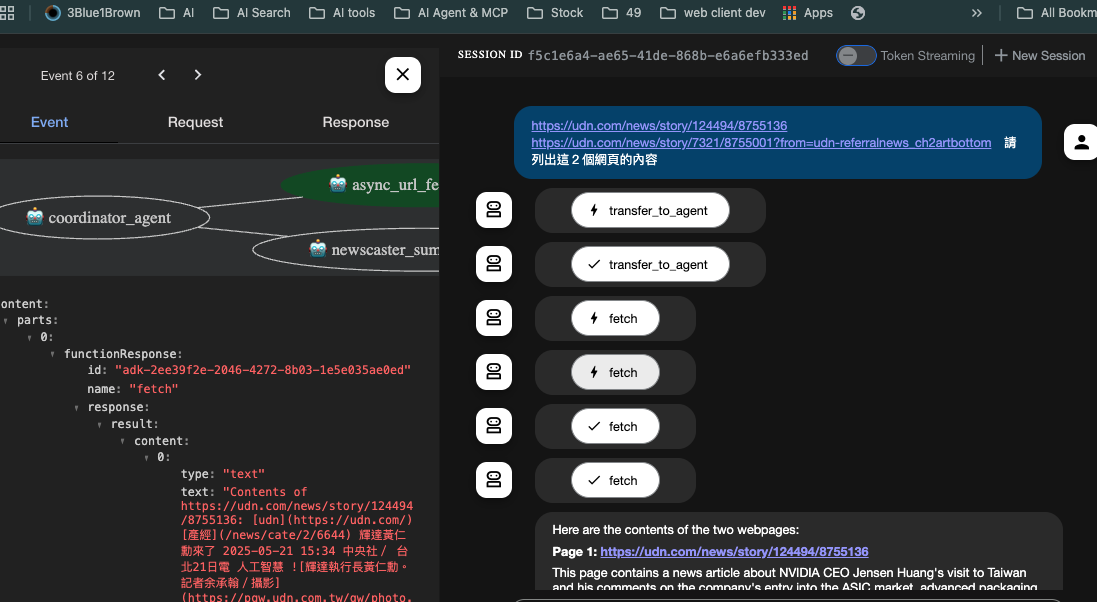 3Blue1Brown AI AI Search AI tools AI Agent & MCP Stock 49 web client dev Apps » All Bookm
Event 6 of 12
Event Request Response
async_url_fe
coordinator_agent
newscaster_sum
ontent:
parts:
0:
functionResponse:
id: "adk-2ee39f2e-2046-4272-8b03-1e5e035ae0ed"
name: "fetch"
response:
result:
content:
0:
type: "text"
text: "Contents of
https://udn.com/news/story/124494
/8755136: [udn](https://udn.com/)
[產經](/news/cate/2/6644) 輝達黃仁
勳來了 2025-05-21 15:34 中央社/ 台
北21日電 人工智慧 ![輝達執行長黃仁勳。
記者余承翰/攝影]
(https://pgw.udn.com.tw/gw/photo.
SESSION ID f5c1e6a4-ae65-41de-868b-e6a6efb333ed Token Streaming + New Session
https://udn.com/news/story/124494/8755136
https://udn.com/news/story/7321/8755001?from=udn-referralnews_ch2artbottom 請
列出這 2 個網頁的內容
transfer_to_agent
transfer_to_agent
fetch
fetch
fetch
fetch
Here are the contents of the two webpages:
Page 1: https://udn.com/news/story/124494/8755136
This page contains a news article about NVIDIA CEO Jensen Huang's visit to Taiwan
and his comments on the company's entry into the ASIC market, advanced packaging